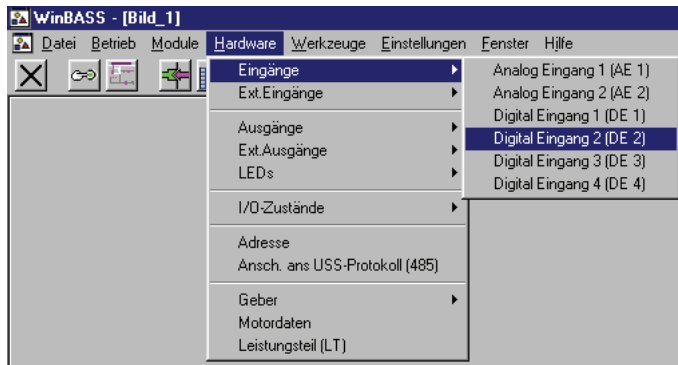 WinBASS - [Bild_1]
Datei Betrieb Module Hardware Werkzeuge Einstellungen Fenster Hilfe
Eingänge
Ext.Eingänge
Ausgänge
Ext.Ausgänge
LEDs
I/O-Zustände
Adresse
Ansch. ans USS-Protokoll (485)
Geber
Motordaten
Leistungsteil (LT)
Analog Eingang 1 (AE 1)
Analog Eingang 2 (AE 2)
Digital Eingang 1 (DE 1)
Digital Eingang 2 (DE 2)
Digital Eingang 3 (DE 3)
Digital Eingang 4 (DE 4)